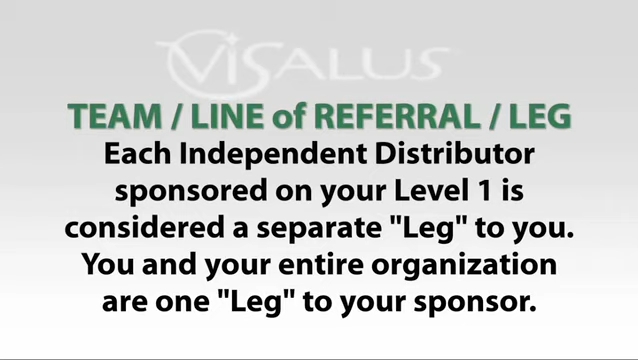 ViSALUS
TEAM / LINE of REFERRAL / LEG
Each Independent Distributor
sponsored on your Level 1 is
considered a separate "Leg" to you.
You and your entire organization
are one "Leg" to your sponsor.